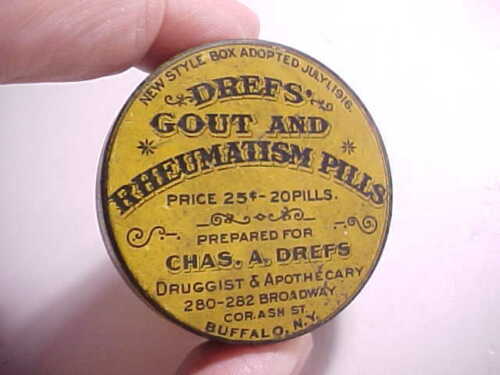 NEW STYLE BOX ADOPTED JULY 1, 1916
DREFS'
GOUT AND
RHEUMATISM PILLS
PRICE 25¢-20 PILLS.
PREPARED FOR
CHAS. A. DREFS
DRUGGIST & APOTHECARY
280-282 BROADWAY
COR. ASH ST.
BUFFALO, N.Y.